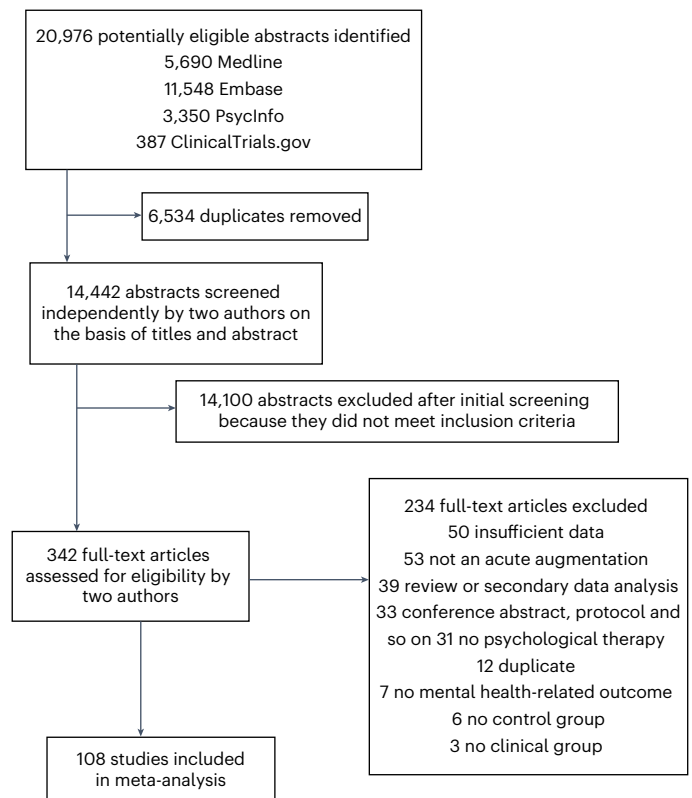 20,976 potentially eligible abstracts identified
5,690 Medline
11,548 Embase
3,350 PsycInfo
387 ClinicalTrials.gov
6,534 duplicates removed
14,442 abstracts screened
independently by two authors on
the basis of titles and abstract
14,100 abstracts excluded after initial screening
because they did not meet inclusion criteria
342 full-text articles
assessed for eligibility by
two authors
234 full-text articles excluded
50 insufficient data
53 not an acute augmentation
39 review or secondary data analysis
33 conference abstract, protocol and
so on 31 no psychological therapy
12 duplicate
7 no mental health-related outcome
6 no control group
3 no clinical group
108 studies included
in meta-analysis